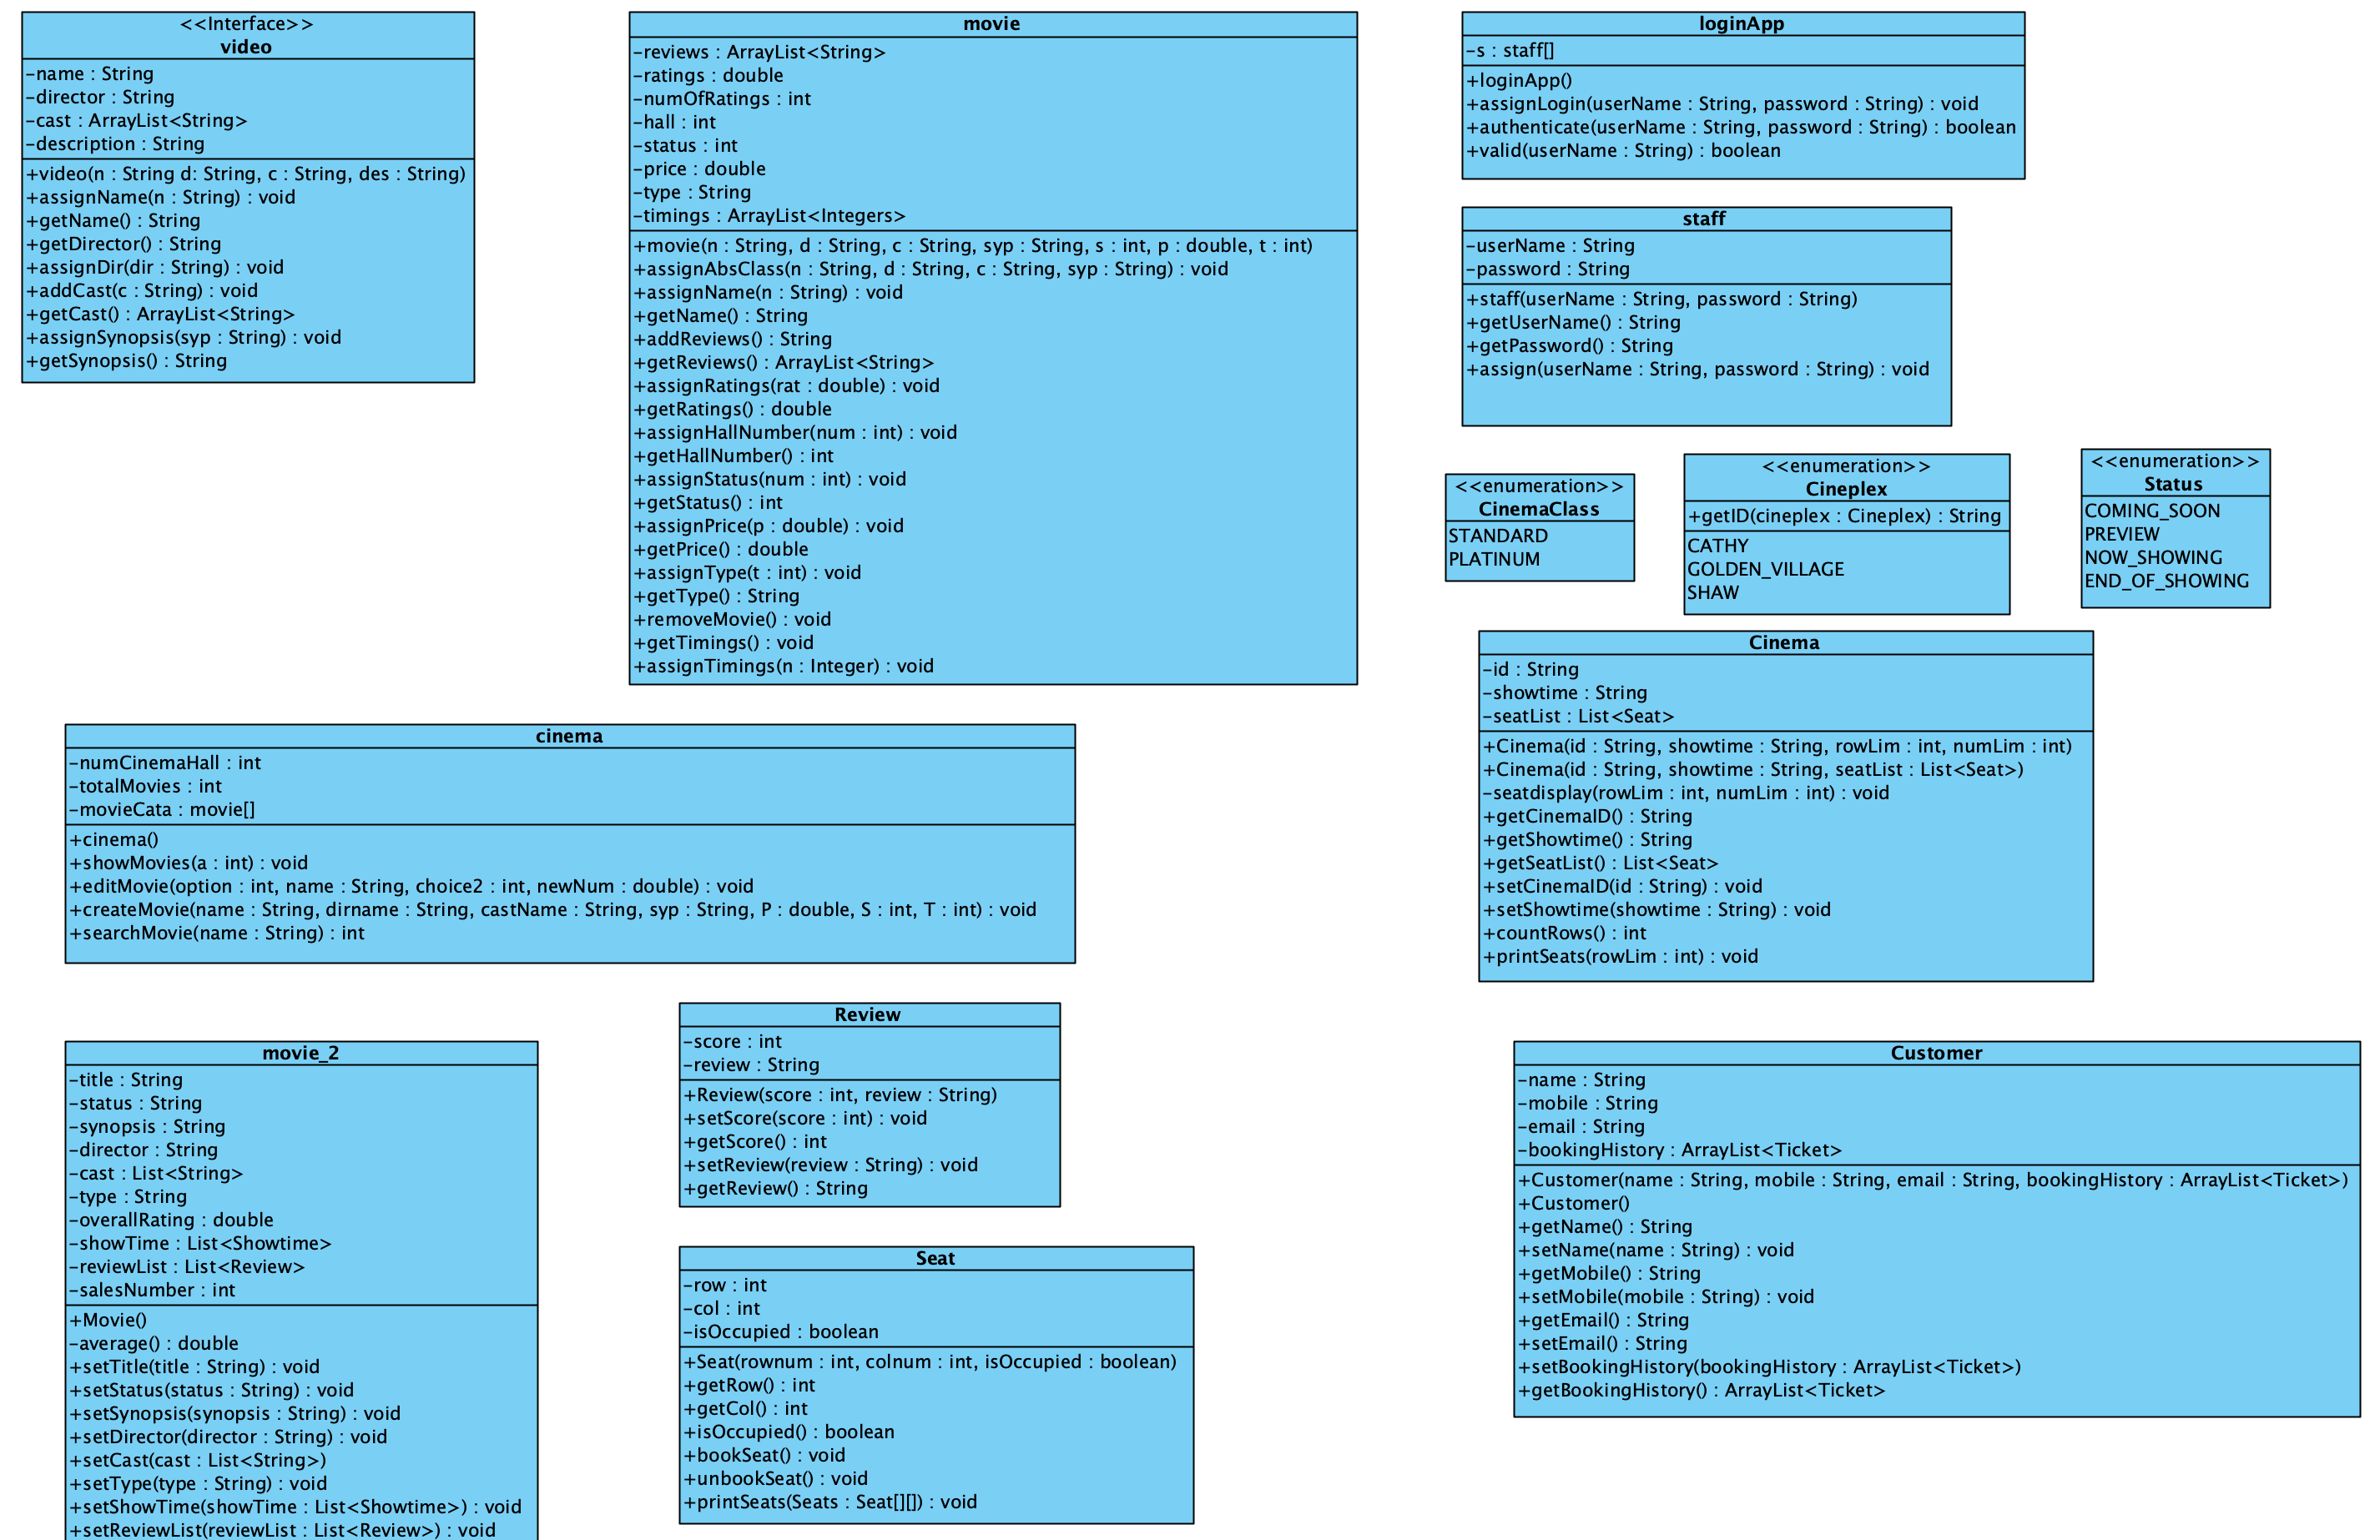 <<Interface>>
video
-name : String
-director : String
-cast : ArrayList<String>
-description : String
+video(n : String d: String, c : String, des : String)
+assignName(n : String) : void
+getName() : String
+getDirector() : String
+assignDir(dir : String) : void
+addCast(c : String) : void
+getCast() : ArrayList<String>
+assignSynopsis(syp : String) : void
+getSynopsis() : String
movie
-reviews : ArrayList<String>
-ratings : double
-numOfRatings : int
-hall : int
-status : int
-price : double
-type : String
-timings : ArrayList<Integers>
+movie(n : String, d : String, c : String, syp : String, s : int, p : double, t : int)
+assignAbsClass(n : String, d : String, c : String, syp : String) : void
+assignName(n : String) : void
+getName() : String
+addReviews() : String
+getReviews() : ArrayList<String>
+assignRatings(rat : double) : void
+getRatings() : double
+assignHallNumber(num : int) : void
+getHallNumber() : int
+assignStatus(num : int) : void
+getStatus() : int
+assignPrice(p : double) : void
+getPrice() : double
+assignType(t : int) : void
+getType() : String
+removeMovie() : void
+getTimings() : void
+assignTimings(n : Integer) : void
loginApp
-s : staff[]
+loginApp()
+assignLogin(userName : String, password : String) : void
+authenticate(userName : String, password : String) : boolean
+valid(userName : String) : boolean
staff
-userName : String
-password : String
+staff(userName : String, password : String)
+getUserName() : String
+getPassword() : String
+assign(userName : String, password : String) : void
<<enumeration>>
CinemaClass
STANDARD
PLATINUM
<<enumeration>>
Cineplex
+getID(cineplex : Cineplex) : String
CATHY
GOLDEN_VILLAGE
SHAW
<<enumeration>>
Status
COMING_SOON
PREVIEW
NOW_SHOWING
END_OF_SHOWING
cinema
-numCinemaHall : int
-totalMovies : int
-movieCata : movie[]
+cinema()
+showMovies(a : int) : void
+editMovie(option : int, name : String, choice2 : int, newNum : double) : void
+createMovie(name : String, dirname : String, castName : String, syp : String, P : double, S : int, T : int) : void
+searchMovie(name : String) : int
Cinema
-id : String
-showtime : String
-seatList : List<Seat>
+Cinema(id : String, showtime : String, rowLim : int, numLim : int)
+Cinema(id : String, showtime : String, seatList : List<Seat>)
-seatdisplay(rowLim : int, numLim : int) : void
+getCinemaID() : String
+getShowtime() : String
+getSeatList() : List<Seat>
+setCinemaID(id : String) : void
+setShowtime(showtime : String) : void
+countRows() : int
+printSeats(rowLim : int) : void
movie_2
-title : String
-status : String
-synopsis : String
-director : String
-cast : List<String>
-type : String
-overallRating : double
-showTime : List<Showtime>
-reviewList : List<Review>
-salesNumber : int
+Movie()
-average() : double
+setTitle(title : String) : void
+setStatus(status : String) : void
+setSynopsis(synopsis : String) : void
+setDirector(director : String) : void
+setCast(cast : List<String>)
+setType(type : String) : void
+setShowTime(showTime : List<Showtime>) : void
+setReviewList(reviewList : List<Review>) : void
Review
-score : int
-review : String
+Review(score : int, review : String)
+setScore(score : int) : void
+getScore() : int
+setReview(review : String) : void
+getReview() : String
Seat
-row : int
-col : int
-isOccupied : boolean
+Seat(rownum : int, colnum : int, isOccupied : boolean)
+getRow() : int
+getCol() : int
+isOccupied() : boolean
+bookSeat() : void
+unbookSeat() : void
+printSeats(Seats : Seat[][]) : void
Customer
-name : String
-mobile : String
-email : String
-bookingHistory : ArrayList<Ticket>
+Customer(name : String, mobile : String, email : String, bookingHistory : ArrayList<Ticket>)
+Customer()
+getName() : String
+setName(name : String) : void
+getMobile() : String
+setMobile(mobile : String) : void
+getEmail() : String
+setEmail() : String
+setBookingHistory(bookingHistory : ArrayList<Ticket>)
+getBookingHistory() : ArrayList<Ticket>